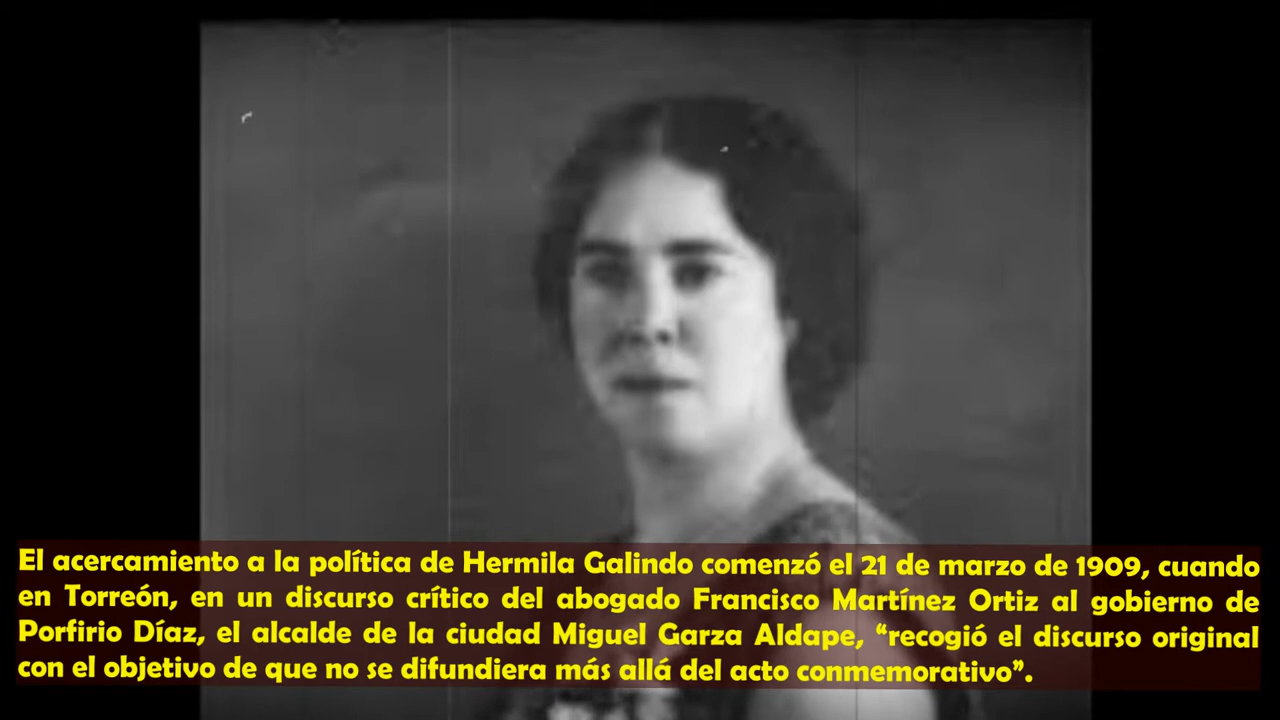 El acercamiento a la política de Hermila Galindo comenzó el 21 de marzo de 1909, cuando
en Torreón, en un discurso crítico del abogado Francisco Martínez Ortiz al gobierno de
Porfirio Díaz, el alcalde de la ciudad Miguel Garza Aldape, “recogió el discurso original
con el objetivo de que no se difundiera más allá del acto conmemorativo”.